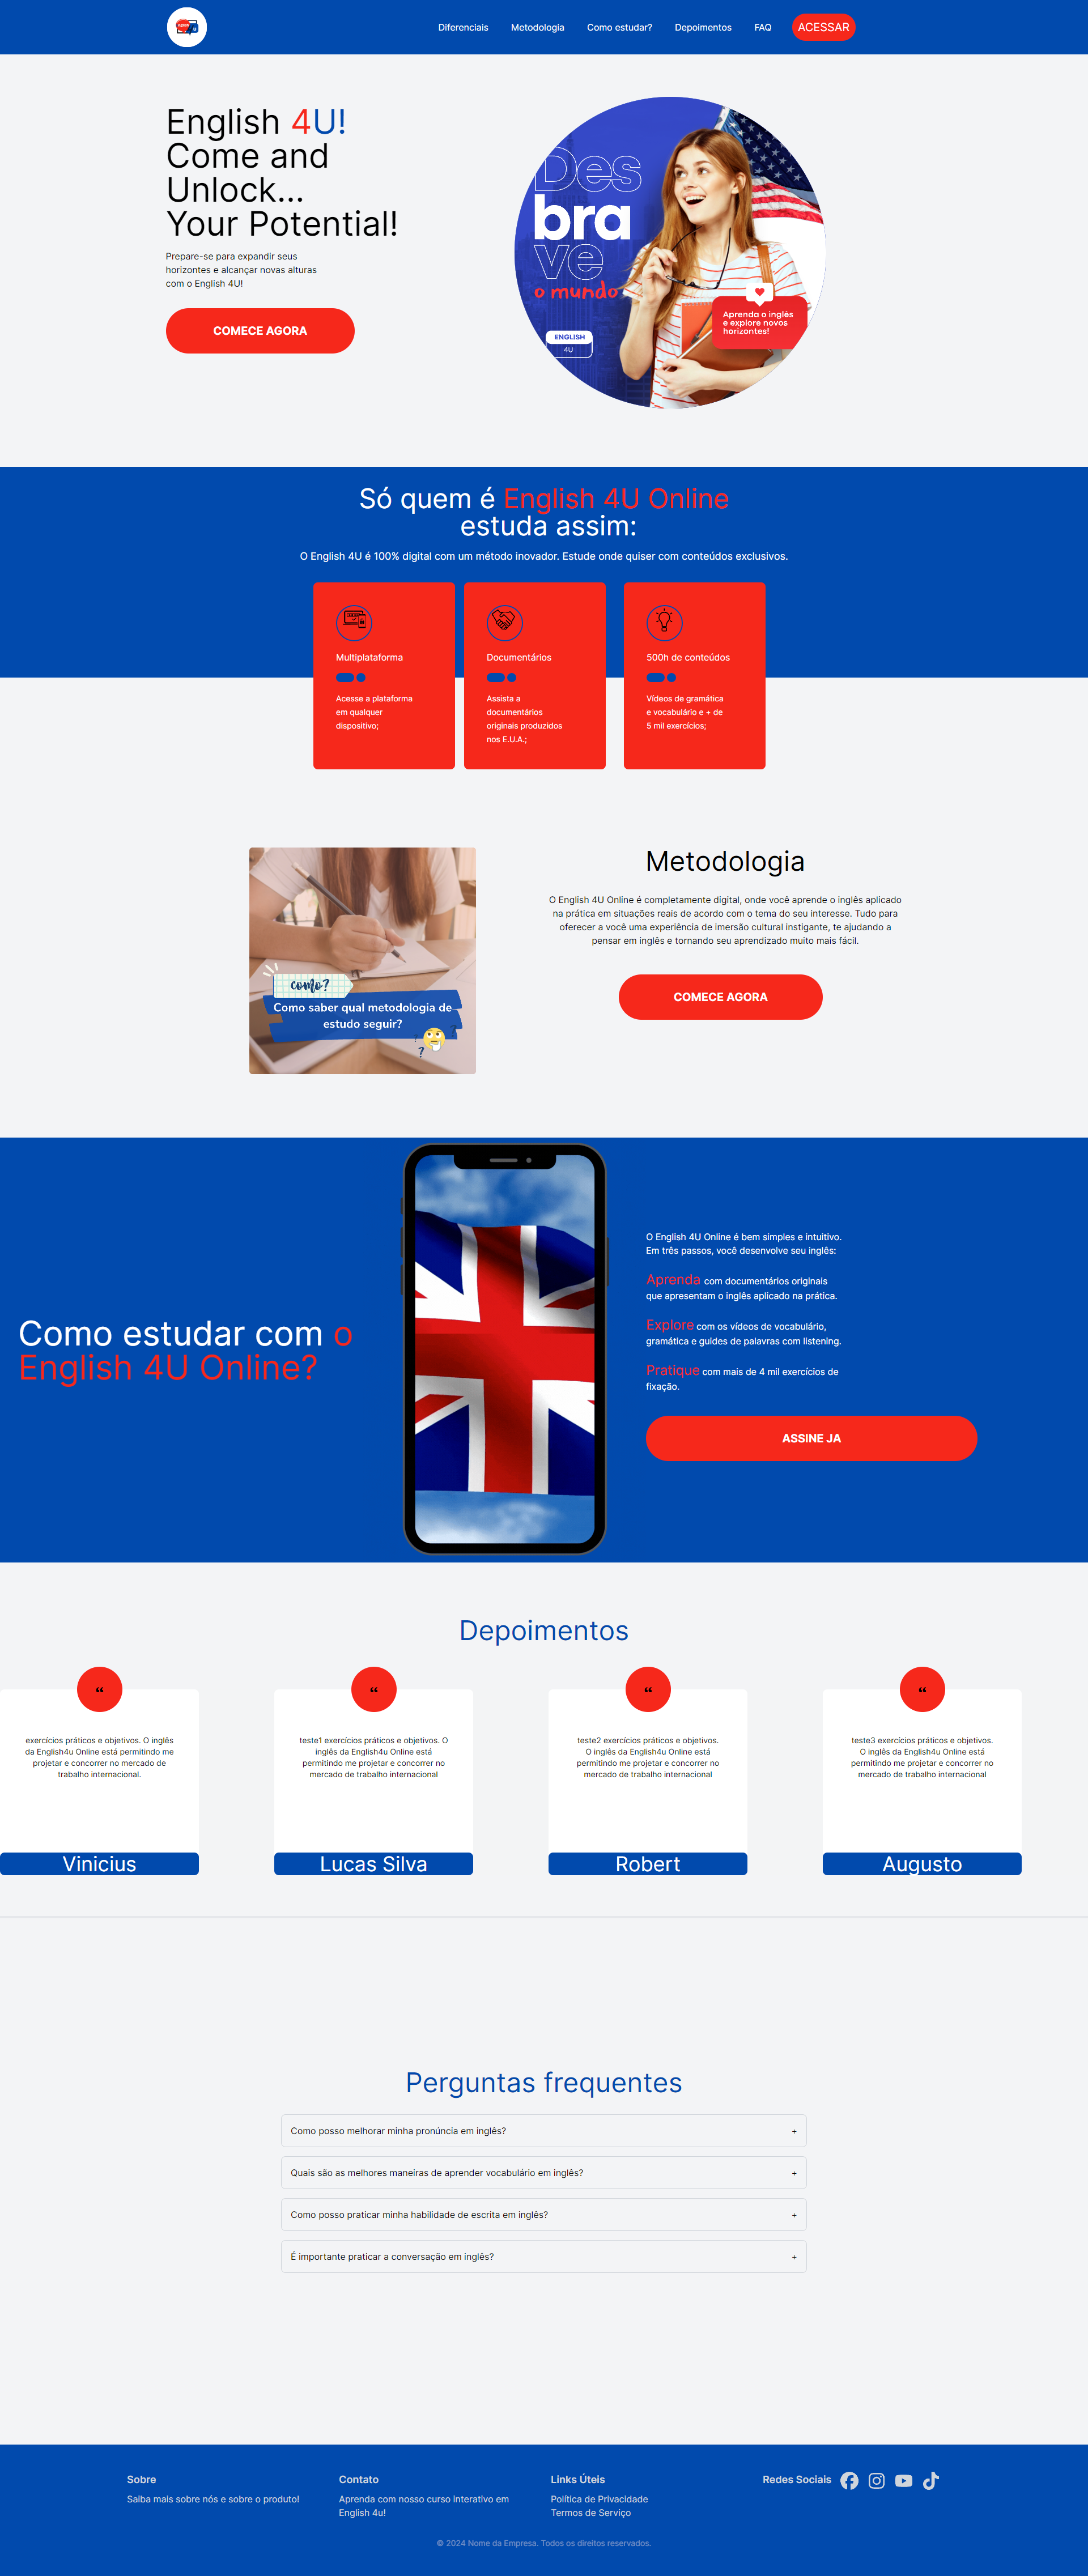 Diferenciais Metodologia Como estudar? Depoimentos FAQ ACESSAR
English 4U!
Come and
Unlock...
Your Potential!
Prepare-se para expandir seus
horizontes e alcançar novas alturas
com o English 4U!
COMECE AGORA
Des
bra
ve
o mundo
ENGLISH
4U
Aprenda o inglês
e explore novos
horizontes!
Só quem é English 4U Online
estuda assim:
O English 4U é 100% digital com um método inovador. Estude onde quiser com conteúdos exclusivos.
Multiplataforma
Acesse a plataforma
em qualquer
dispositivo;
Documentários
Assista a
documentários
originais produzidos
nos E.U.A.;
500h de conteúdos
Vídeos de gramática
e vocabulário e + de
5 mil exercícios;
como?
Como saber qual metodologia de
estudo seguir?
? ? ?
Metodologia
O English 4U Online é completamente digital, onde você aprende o inglês aplicado
na prática em situações reais de acordo com o tema do seu interesse. Tudo para
oferecer a você uma experiência de imersão cultural instigante, te ajudando a
pensar em inglês e tornando seu aprendizado muito mais fácil.
COMECE AGORA
Como estudar com o
English 4U Online?
O English 4U Online é bem simples e intuitivo.
Em três passos, você desenvolve seu inglês:
Aprenda com documentários originais
que apresentam o inglês aplicado na prática.
Explore com os vídeos de vocabulário,
gramática e guides de palavras com listening.
Pratique com mais de 4 mil exercícios de
fixação.
ASSINE JA
Depoimentos
“
exercícios práticos e objetivos. O inglês
da English4u Online está permitindo me
projetar e concorrer no mercado de
trabalho internacional.
Vinicius
“
teste1 exercícios práticos e objetivos. O
inglês da English4u Online está
permitindo me projetar e concorrer no
mercado de trabalho internacional
Lucas Silva
“
teste2 exercícios práticos e objetivos.
O inglês da English4u Online está
permitindo me projetar e concorrer no
mercado de trabalho internacional
Robert
“
teste3 exercícios práticos e objetivos.
O inglês da English4u Online está
permitindo me projetar e concorrer no
mercado de trabalho internacional
Augusto
Perguntas frequentes
Como posso melhorar minha pronúncia em inglês? +
Quais são as melhores maneiras de aprender vocabulário em inglês? +
Como posso praticar minha habilidade de escrita em inglês? +
É importante praticar a conversação em inglês? +
Sobre
Saiba mais sobre nós e sobre o produto!
Contato
Aprenda com nosso curso interativo em
English 4u!
Links Úteis
Política de Privacidade
Termos de Serviço
Redes Sociais
© 2024 Nome da Empresa. Todos os direitos reservados.